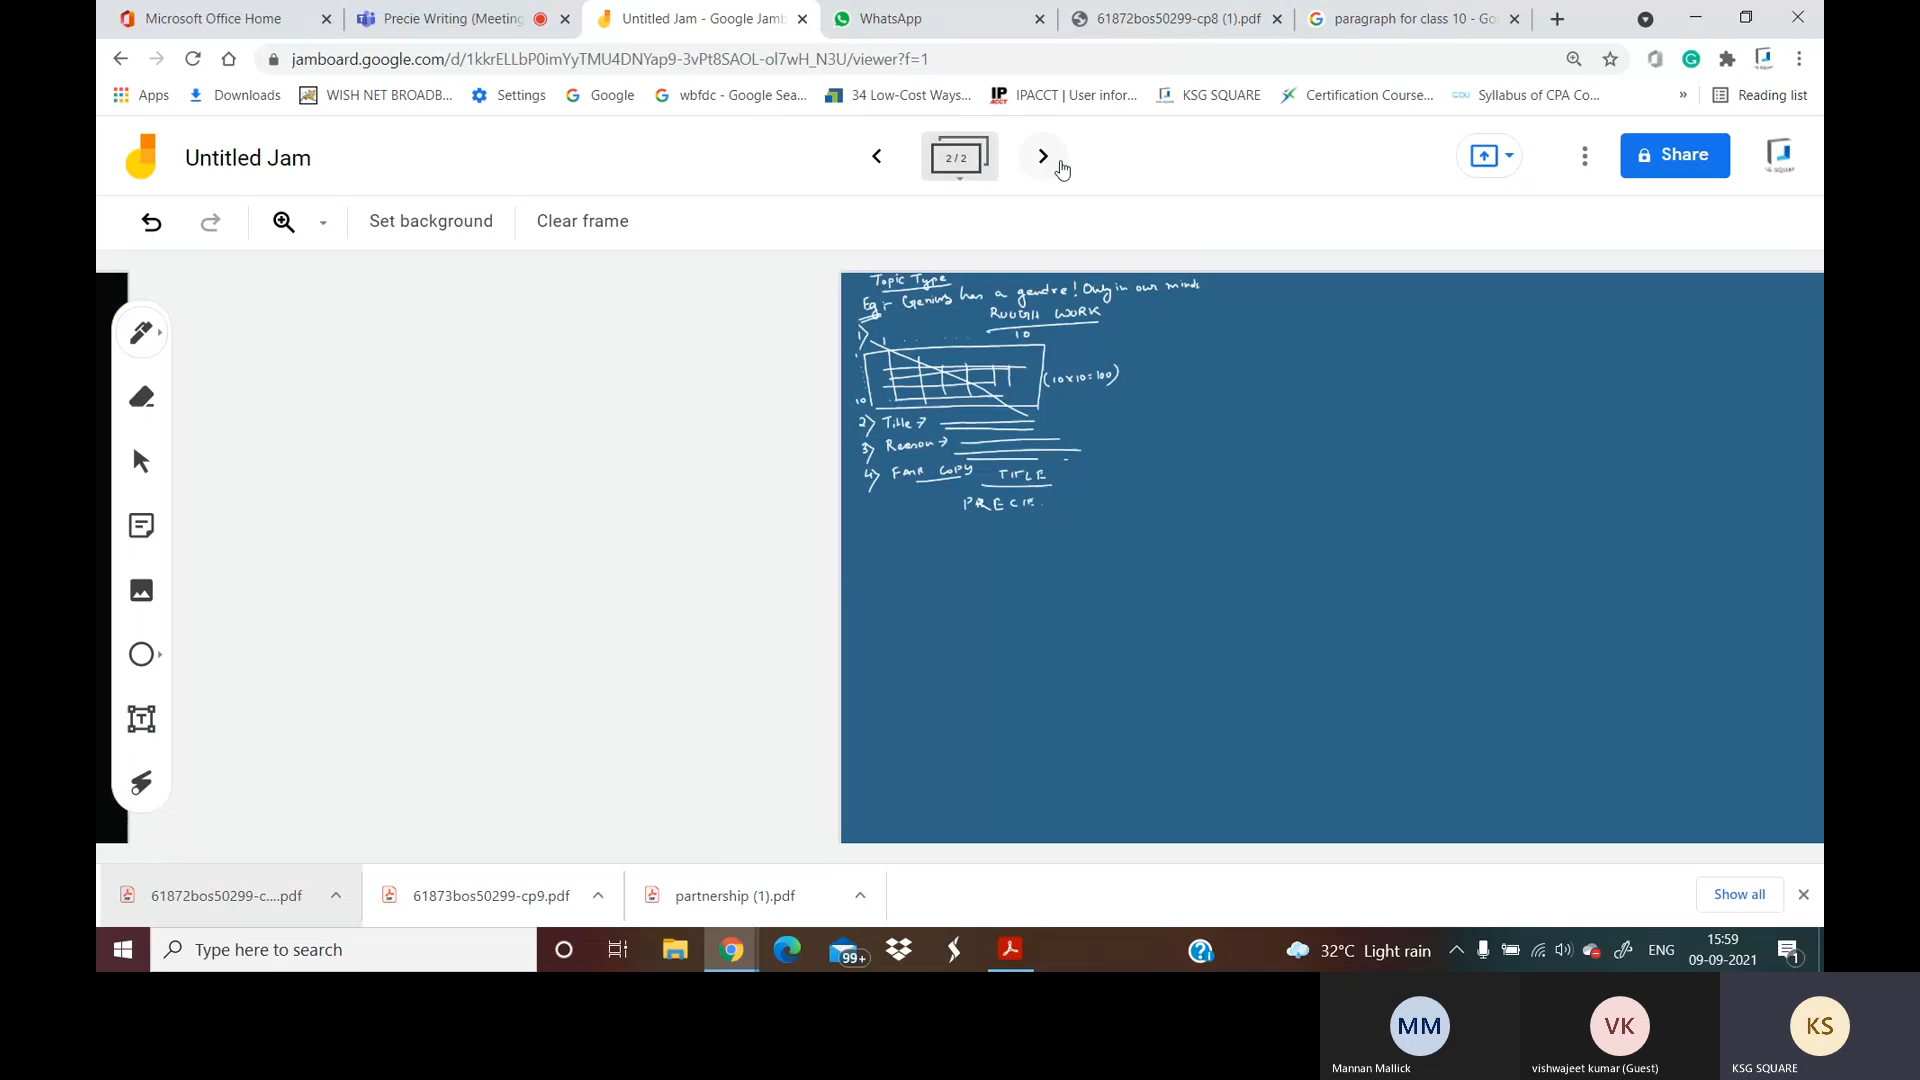 Microsoft Office Home
Precie Writing (Meeting
Untitled Jam - Google Jamb
WhatsApp
61872bos50299-cp8 (1).pdf
paragraph for class 10 - Go
jamboard.google.com/d/1kkrELLbP0imYyTMU4DNYap9-3vPt8SAOL-ol7wH_N3U/viewer?f=1
Apps
Downloads
WISH NET BROADB...
Settings
Google
wbfdc - Google Sea...
34 Low-Cost Ways...
IPACCT | User infor...
KSG SQUARE
Certification Course...
Syllabus of CPA Co...
»
Reading list
Untitled Jam
2 / 2
Share
Set background
Clear frame
Topic Type
Eg:- Genius has a gendre! Only in our minds
ROUGH WORK
1)
1 . . . . . . 10
10
(10x10=100)
2) Title →
3) Reason →
4) FAIR COPY
TITLE
PRECIE.
61872bos50299-c....pdf
61873bos50299-cp9.pdf
partnership (1).pdf
Show all
Type here to search
99+
32°C Light rain
ENG
15:59
09-09-2021
1
MM
VK
KS
Mannan Mallick
vishwajeet kumar (Guest)
KSG SQUARE